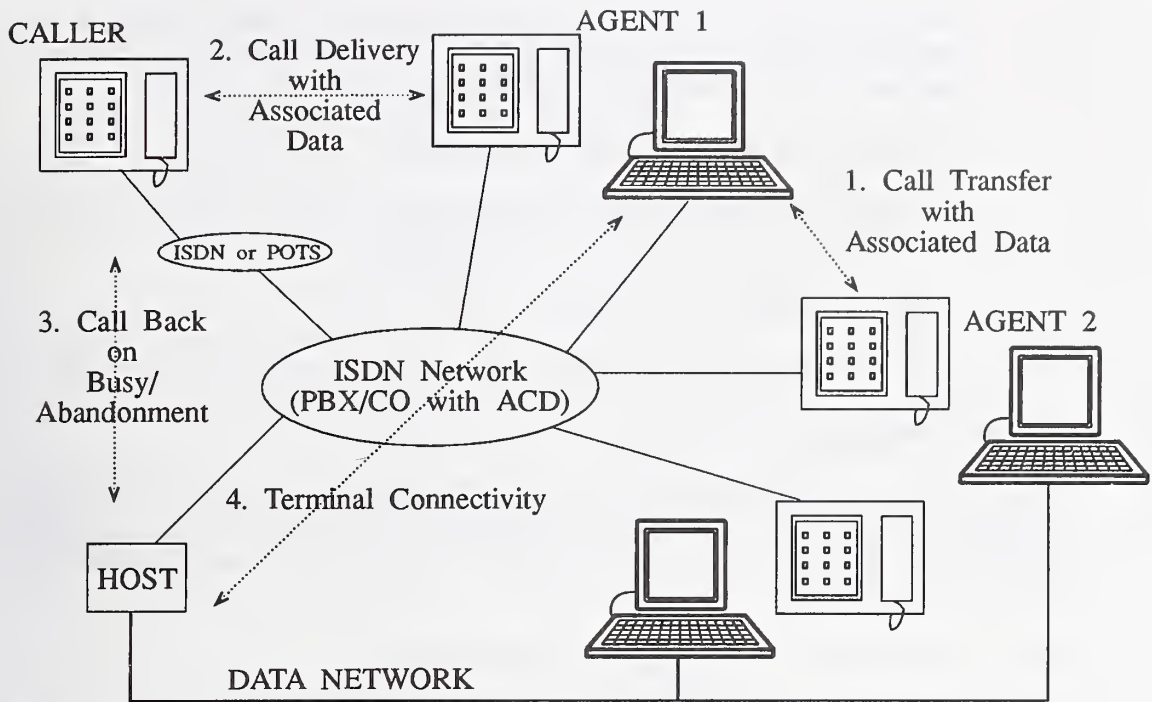 CALLER
AGENT 1
2. Call Delivery
with
Associated
Data
1. Call Transfer
with
Associated Data
ISDN or POTS
3. Call Back
on
Busy/
Abandonment
AGENT 2
ISDN Network
(PBX/CO with ACD)
4. Terminal Connectivity
HOST
DATA NETWORK